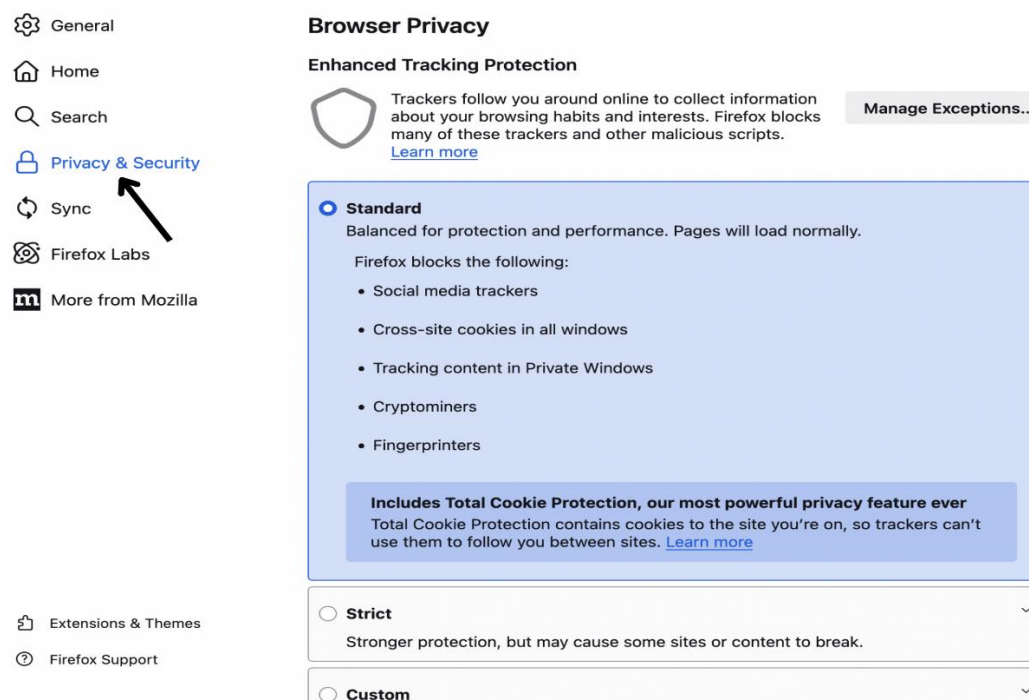 General
Home
Search
Privacy & Security
Sync
Firefox Labs
m More from Mozilla
Extensions & Themes
Firefox Support
Browser Privacy
Enhanced Tracking Protection
Trackers follow you around online to collect information
about your browsing habits and interests. Firefox blocks
many of these trackers and other malicious scripts.
Learn more
Manage Exceptions..
Standard
Balanced for protection and performance. Pages will load normally.
Firefox blocks the following:
• Social media trackers
• Cross-site cookies in all windows
• Tracking content in Private Windows
• Cryptominers
• Fingerprinters
Includes Total Cookie Protection, our most powerful privacy feature ever
Total Cookie Protection contains cookies to the site you're on, so trackers can't
use them to follow you between sites. Learn more
Strict
Stronger protection, but may cause some sites or content to break.
Custom